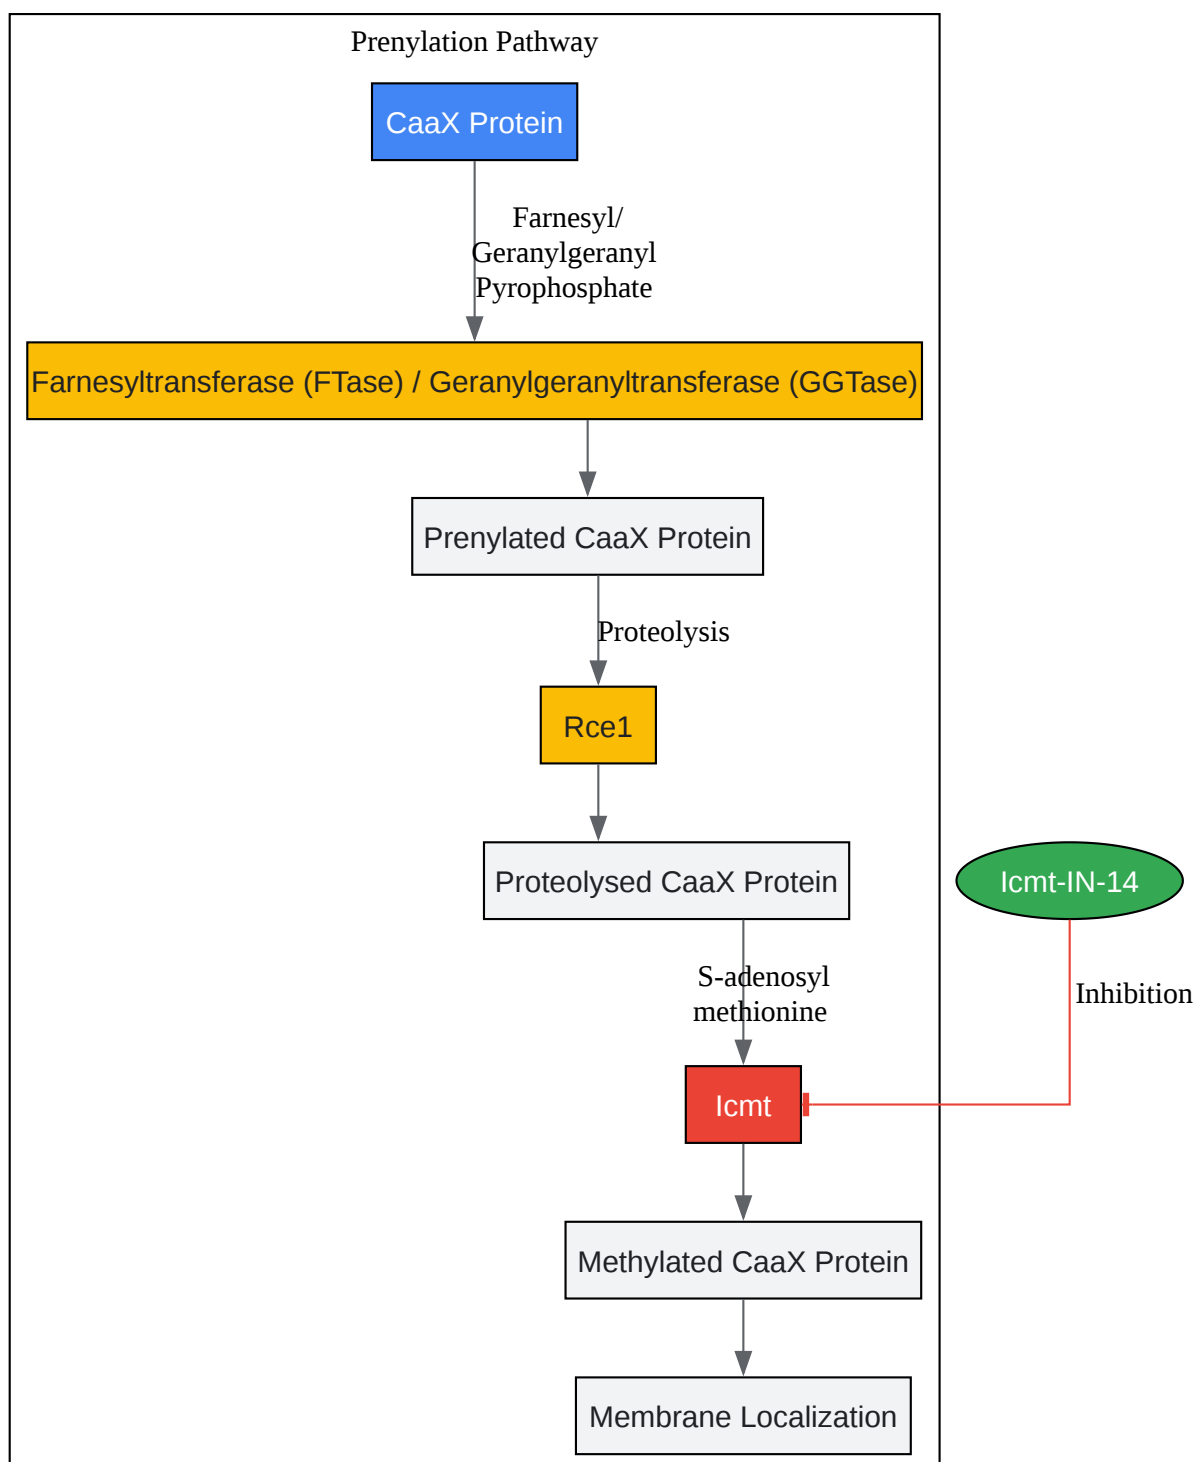 Prenylation Pathway
CaaX Protein
Farnesyl/
Geranylgeranyl
Pyrophosphate
Farnesyltransferase (FTase) / Geranylgeranyltransferase (GGTase)
Prenylated CaaX Protein
Proteolysis
Rce1
Proteolysed CaaX Protein
Icmt-IN-14
S-adenosyl
methionine
Inhibition
Icmt
Methylated CaaX Protein
Membrane Localization